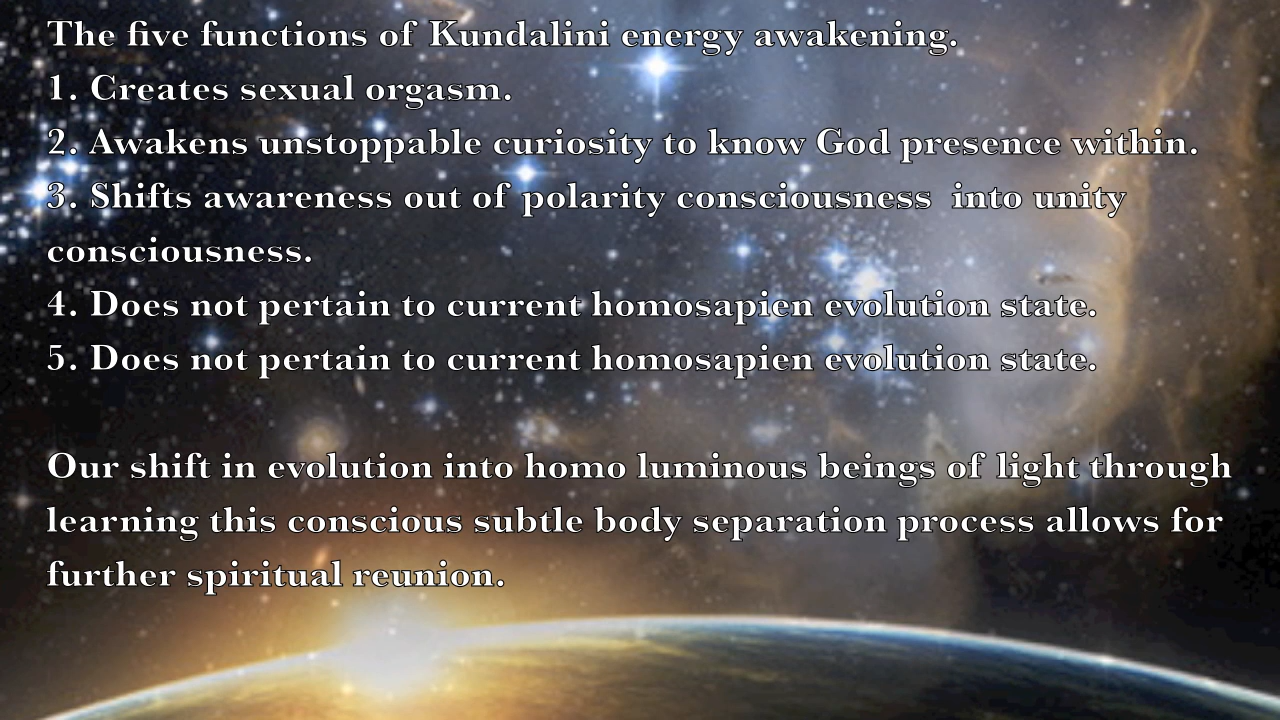 The five functions of Kundalini energy awakening.
1. Creates sexual orgasm.
2. Awakens unstoppable curiosity to know God presence within.
3. Shifts awareness out of polarity consciousness  into unity
consciousness.
4. Does not pertain to current homosapien evolution state.
5. Does not pertain to current homosapien evolution state.
Our shift in evolution into homo luminous beings of light through
learning this conscious subtle body separation process allows for
further spiritual reunion.